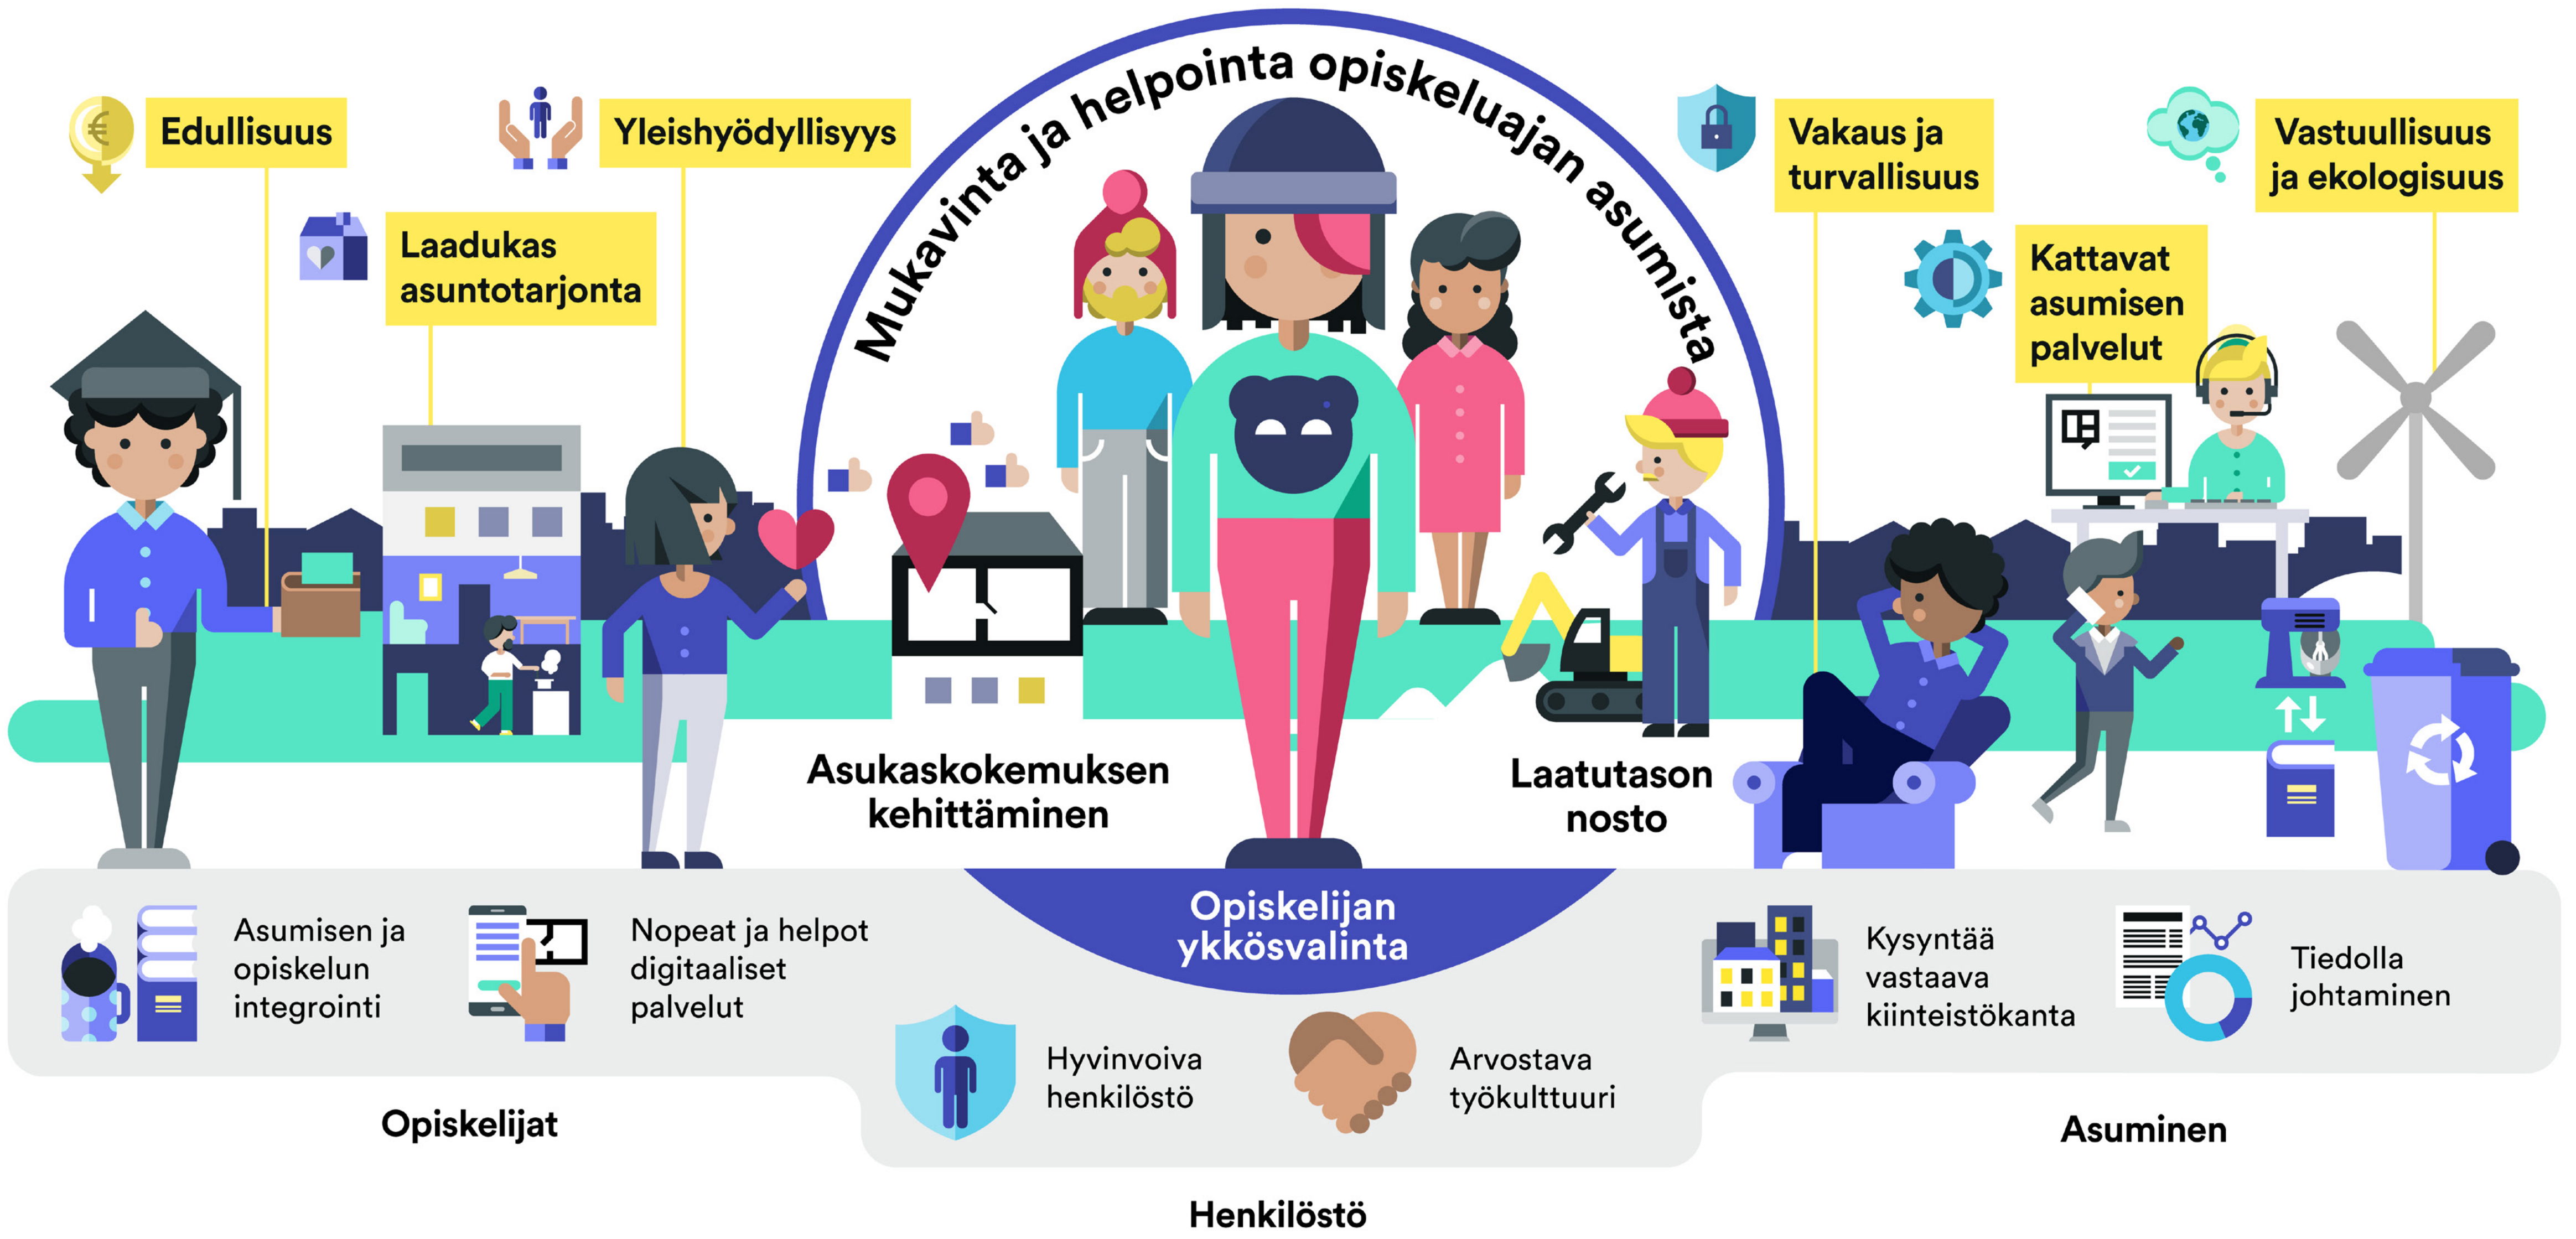 Mukavinta ja helpointa opiskeluajan asumista
Edullisuus
Yleishyödyllisyys
Laadukas
asuntotarjonta
Vakaus ja
turvallisuus
Vastuullisuus
ja ekologisuus
Kattavat
asumisen
palvelut
Asukaskokemuksen
kehittäminen
Laatutason
nosto
Opiskelijan
ykkösvalinta
Asumisen ja
opiskelun
integrointi
Nopeat ja helpot
digitaaliset
palvelut
Hyvinvoiva
henkilöstö
Arvostava
työkulttuuri
Kysyntää
vastaava
kiinteistökanta
Tiedolla
johtaminen
Opiskelijat
Henkilöstö
Asuminen